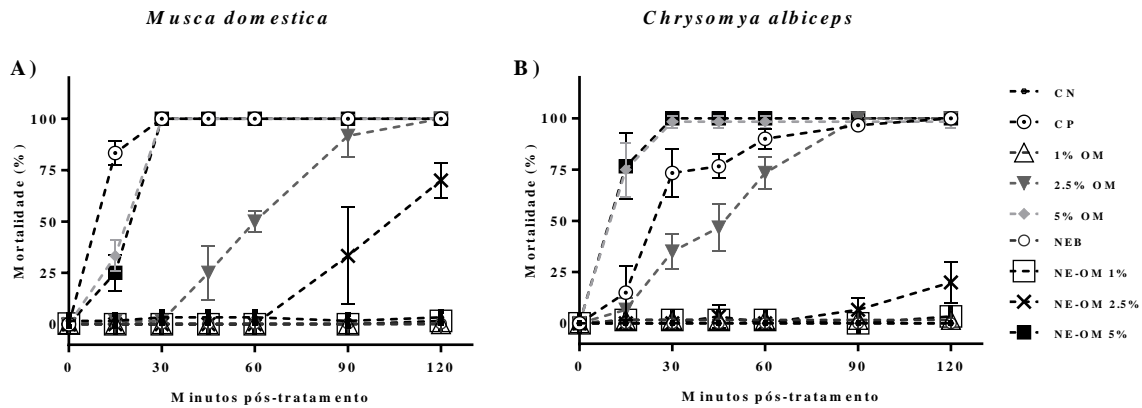 Musca domestica
Chrysomya albiceps
A)
B)
Mortalidade (%)
100
75
50
25
0
0
30
60
90
120
Minutos pós-tratamento
Mortalidade (%)
100
75
50
25
0
0
30
60
90
120
Minutos pós-tratamento
CN
CP
1% OM
2.5% OM
5% OM
NEB
NE-OM 1%
NE-OM 2.5%
NE-OM 5%